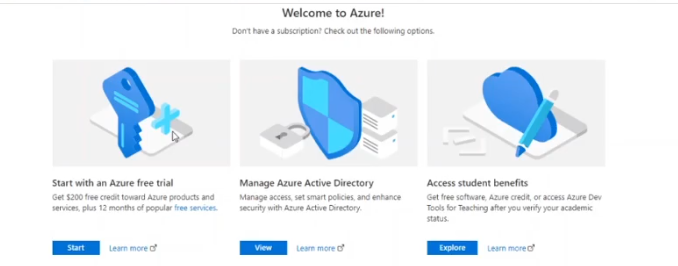 Welcome to Azure!
Don't have a subscription? Check out the following options.
Start with an Azure free trial
Get $200 free credit toward Azure products and
services, plus 12 months of popular free services.
Start
Learn more
Manage Azure Active Directory
Manage access, set smart policies, and enhance
security with Azure Active Directory.
View
Learn more
Access student benefits
Get free software, Azure credit, or access Azure Dev
Tools for Teaching after you verify your academic
status.
Explore
Learn more